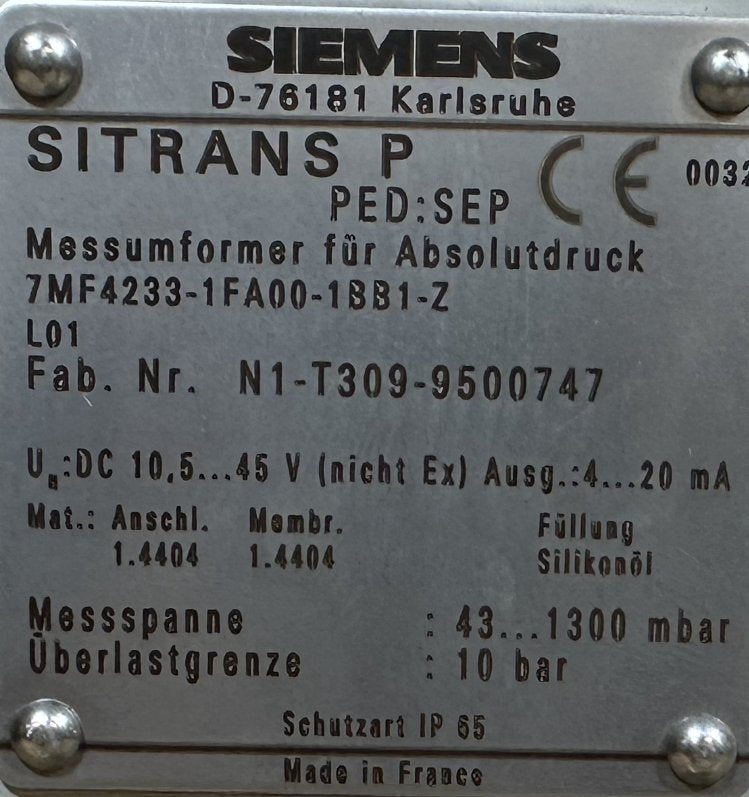 SIEMENS
D-76181 Karlsruhe
SITRANS P
CE 0032
PED:SEP
Messumformer für Absolutdruck
7MF4233-1FA00-1BB1-Z
L01
Fab. Nr. N1-T309-9500747
Uₙ:DC 10,5...45 V (nicht Ex) Ausg.:4...20 mA
Mat.: Anschl. Membr. Füllung
1.4404 1.4404 Silikonöl
Messspanne : 43...1300 mbar
Überlastgrenze : 10 bar
Schutzart IP 65
Made in France